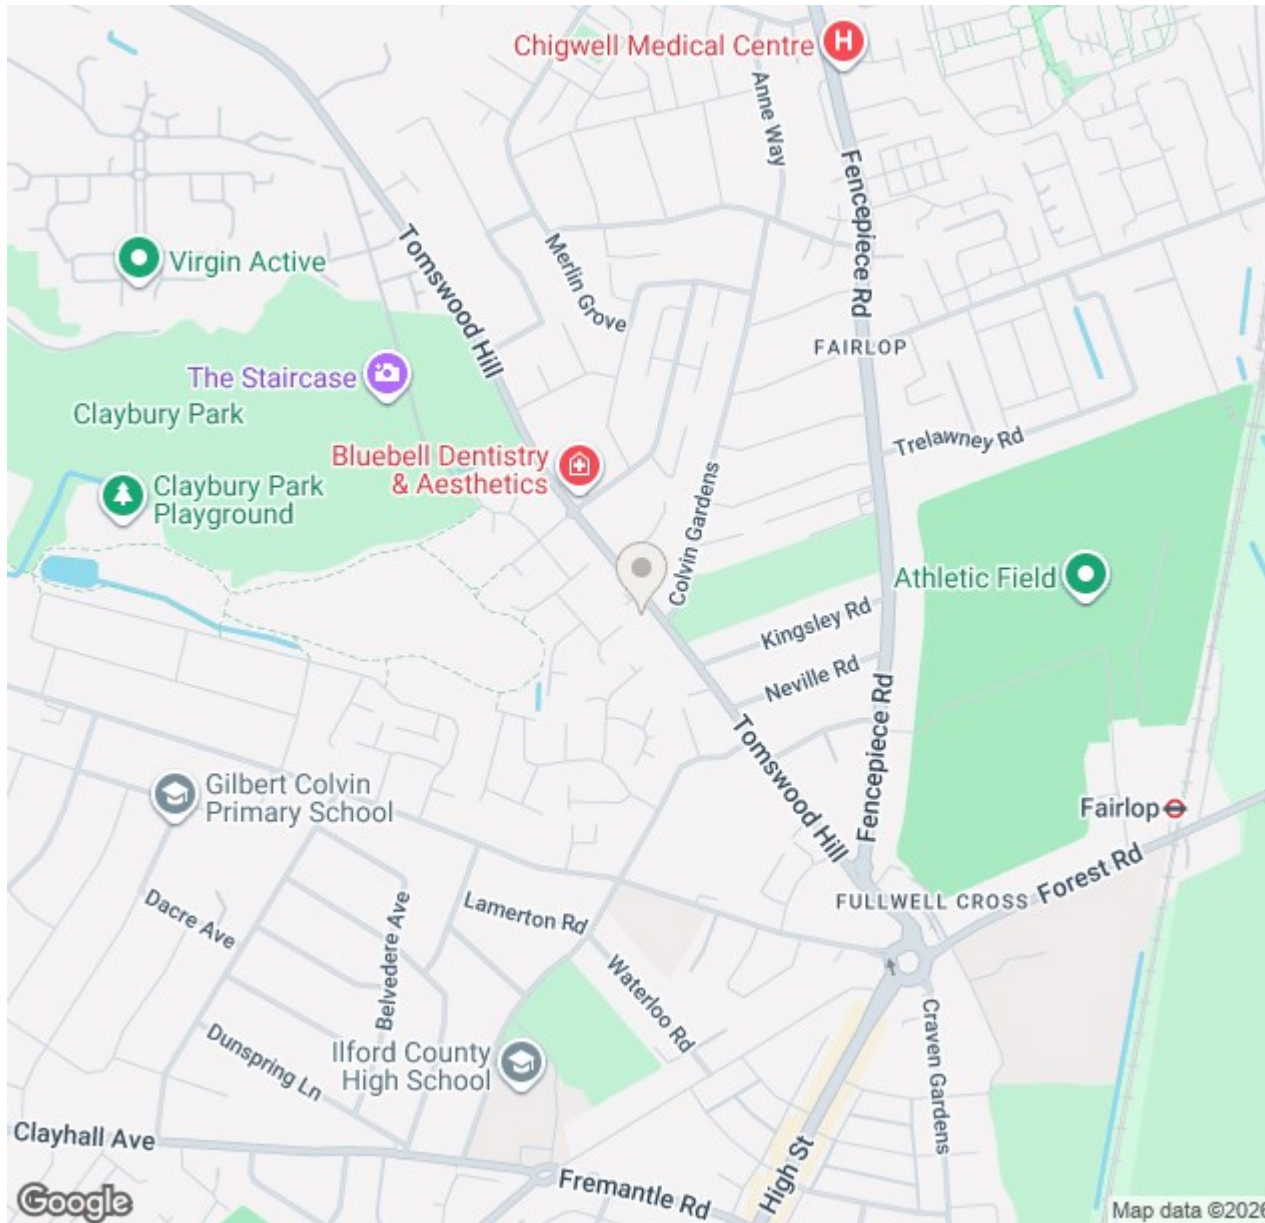 Chigwell Medical Centre
H
Anne Way
Fencepiece Rd
Virgin Active
Tomswood Hill
Merlin Grove
FAIRLOP
The Staircase
Claybury Park
Trelawney Rd
Bluebell Dentistry
& Aesthetics
Claybury Park
Playground
Colvin Gardens
Athletic Field
Kingsley Rd
Neville Rd
Fencepiece Rd
Tomswood Hill
Gilbert Colvin
Primary School
Fairlop
Forest Rd
FULLWELL CROSS
Dacre Ave
Belvedere Ave
Lamerton Rd
Waterloo Rd
Craven Gardens
Dunspring Ln
Ilford County
High School
Clayhall Ave
High St
Fremantle Rd
Google
Map data ©2026